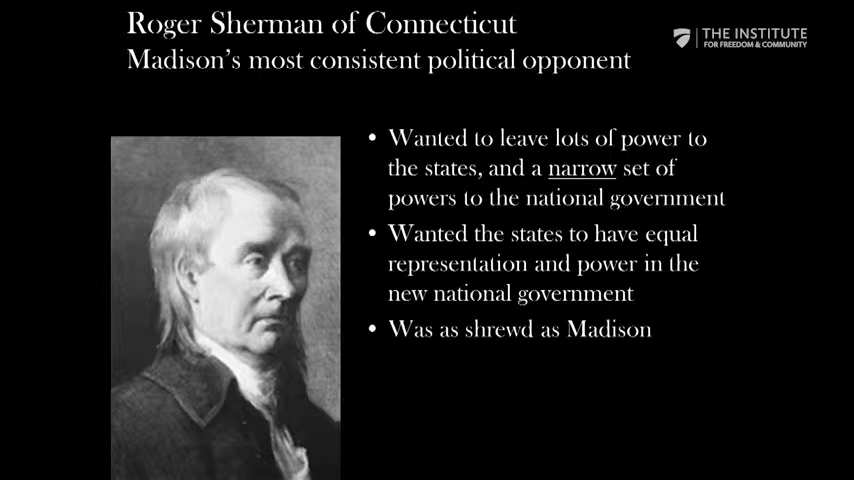 Roger Sherman of Connecticut
Madison's most consistent political opponent
THE INSTITUTE
FOR FREEDOM & COMMUNITY
• Wanted to leave lots of power to
the states, and a narrow set of
powers to the national government
• Wanted the states to have equal
representation and power in the
new national government
• Was as shrewd as Madison